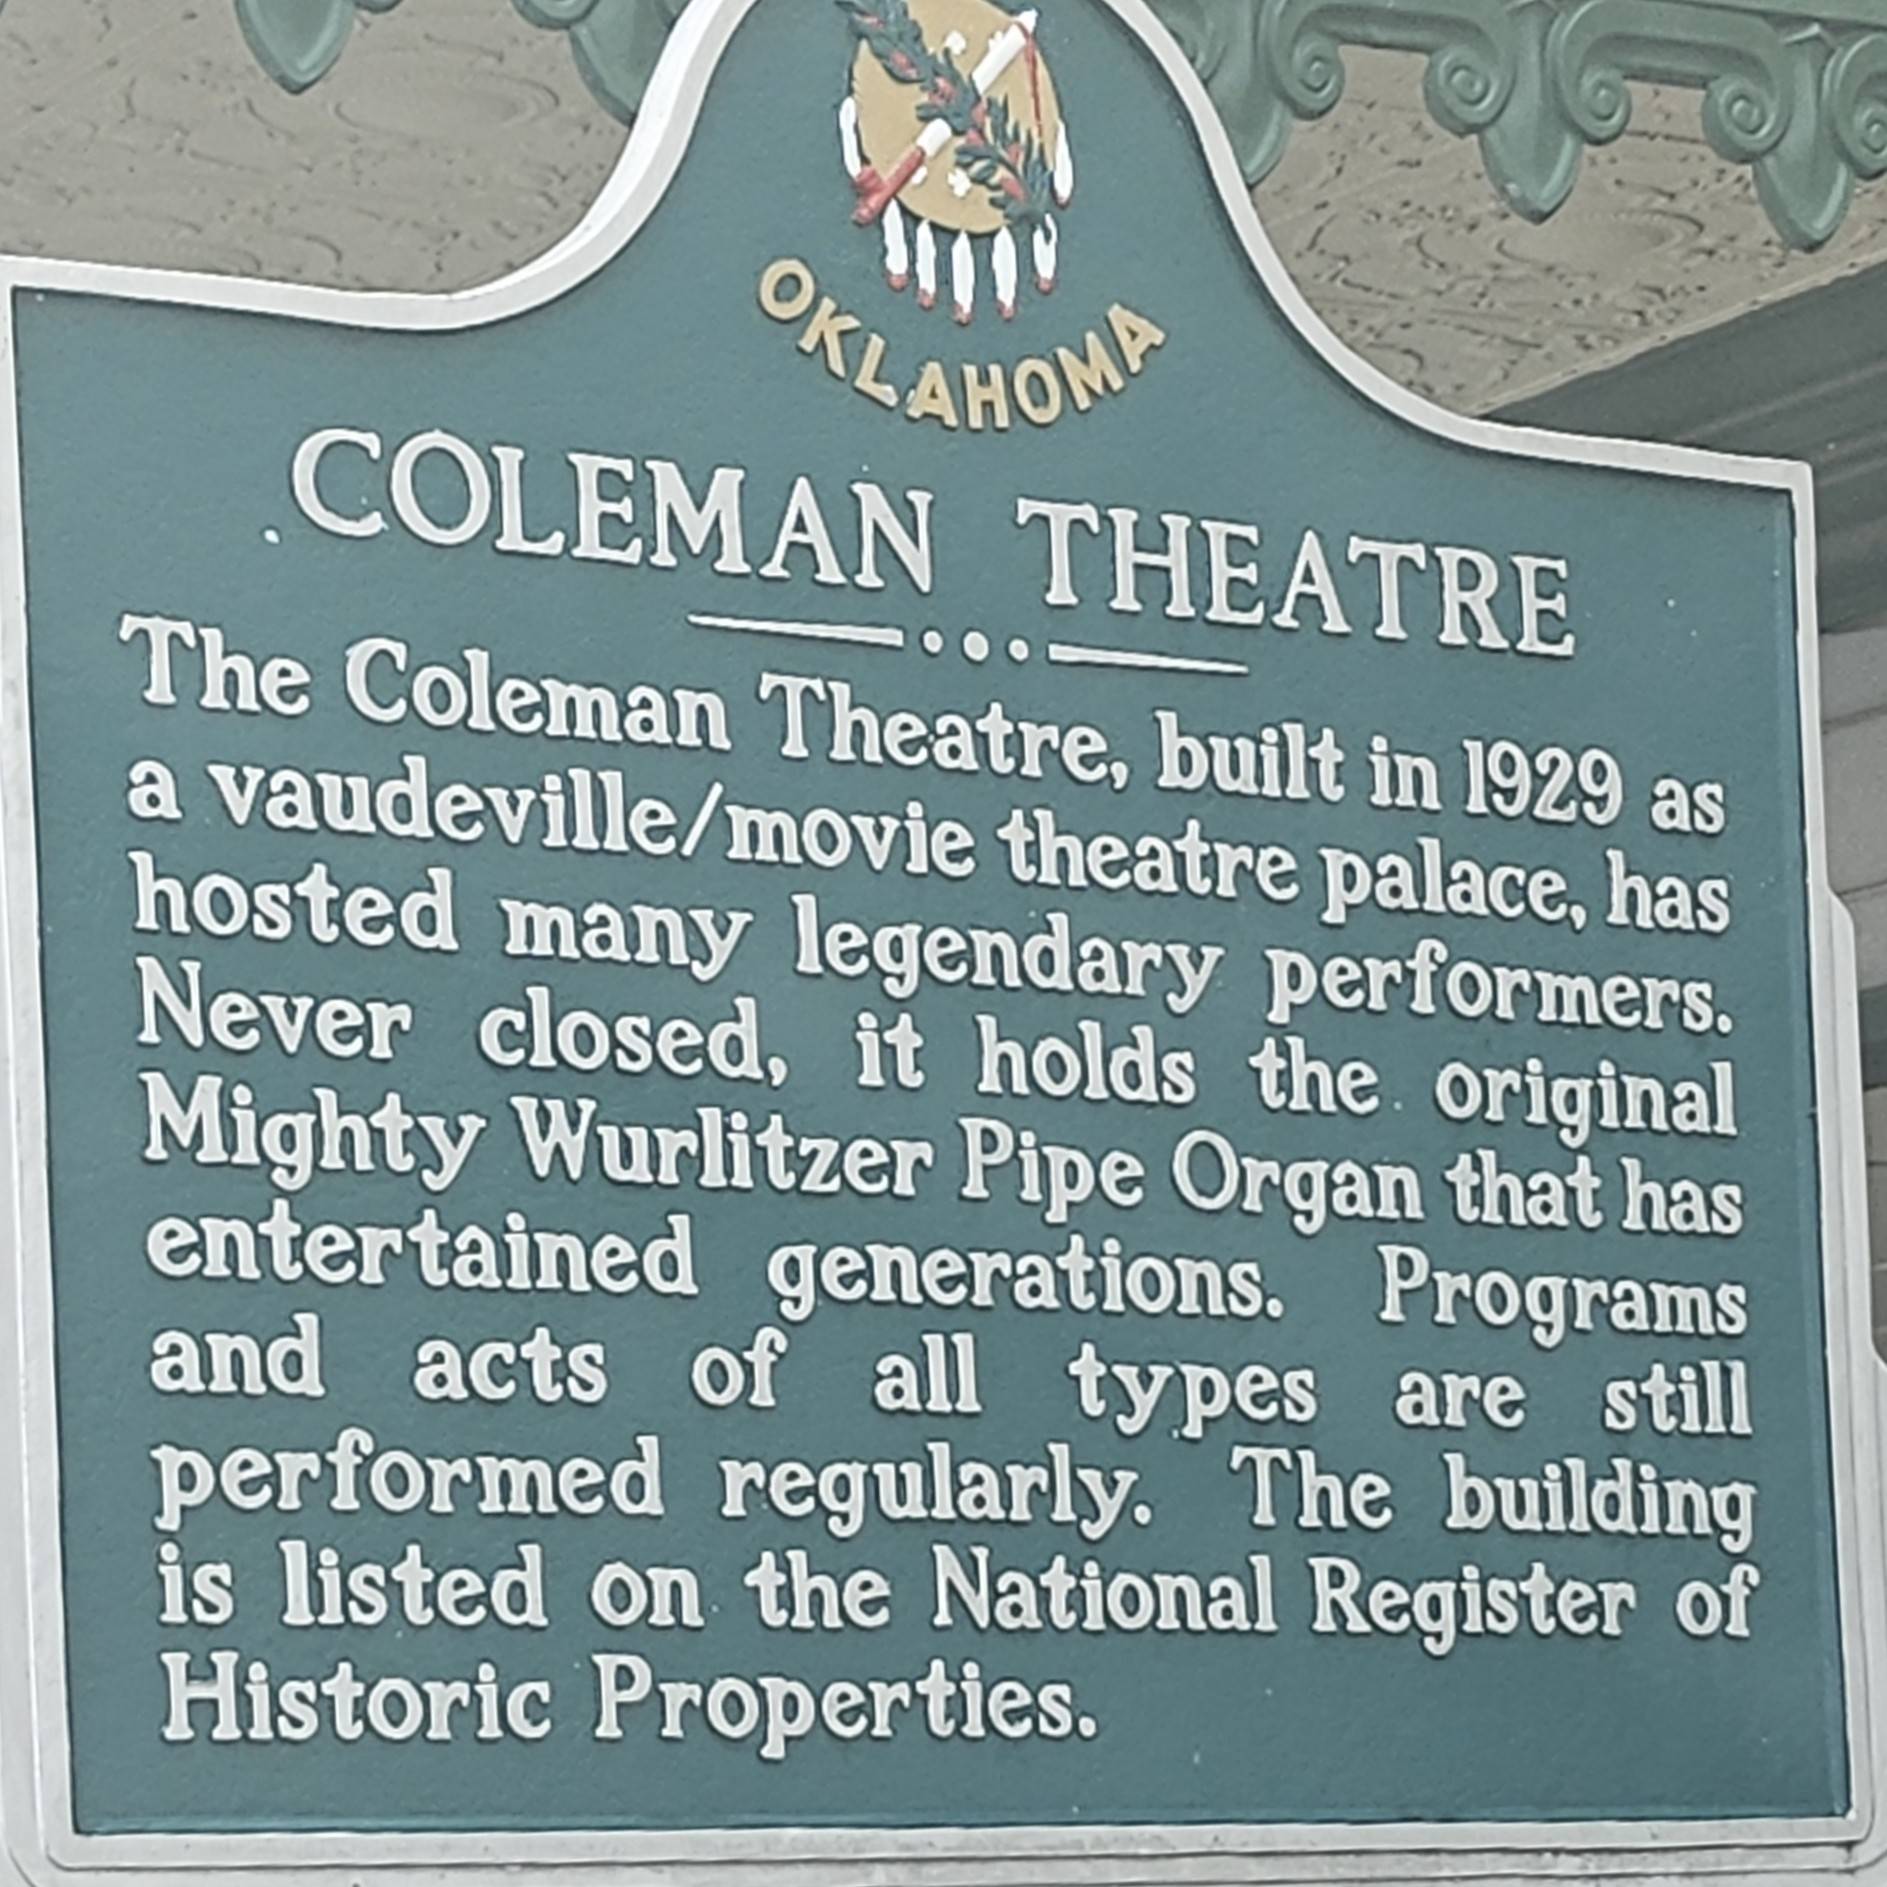 OKLAHOMA
COLEMAN THEATRE
The Coleman Theatre, built in 1929 as
a vaudeville/movie theatre palace, has
hosted many legendary performers.
Never closed, it holds the original
Mighty Wurlitzer Pipe Organ that has
entertained generations. Programs
and acts of all types are still
performed regularly. The building
is listed on the National Register of
Historic Properties.